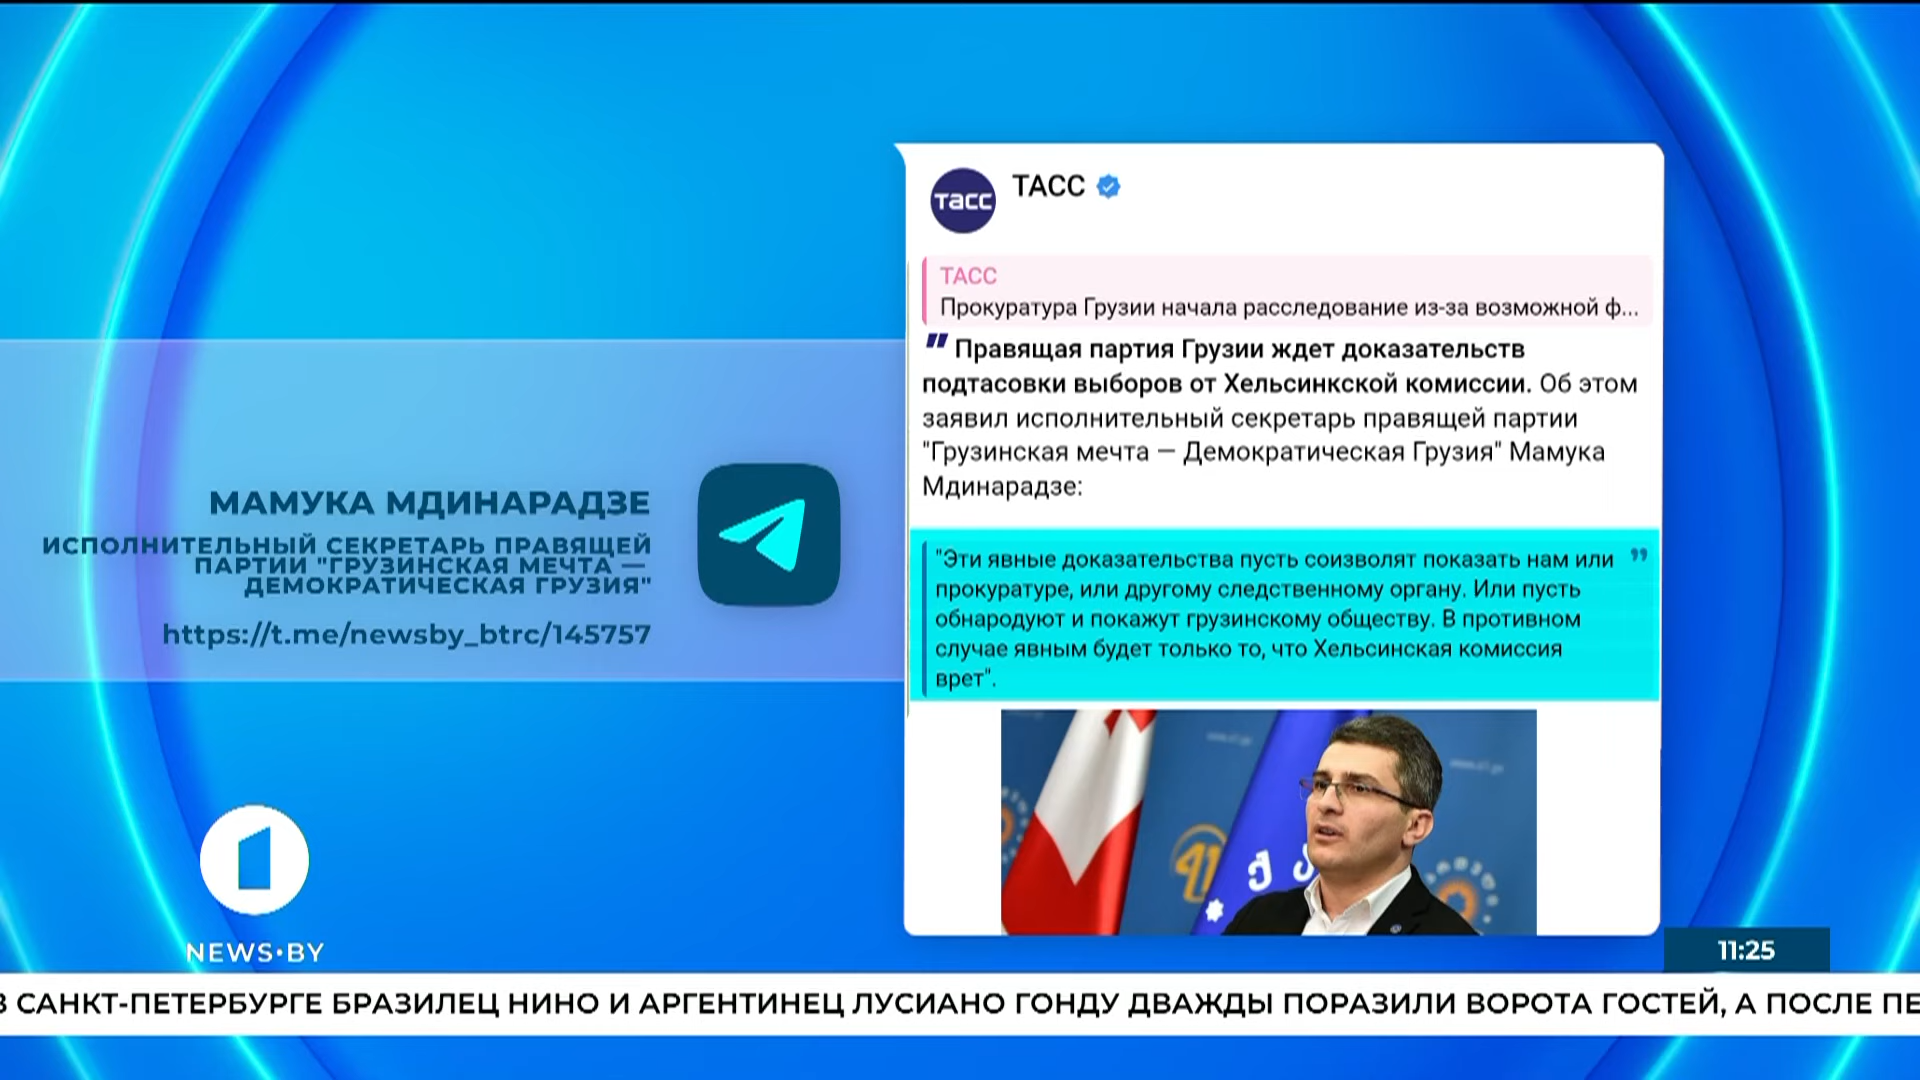 тасс
ТАСС
ТАСС
Прокуратура Грузии начала расследование из-за возможной ф...
" Правящая партия Грузии ждет доказательств
подтасовки выборов от Хельсинкской комиссии. Об этом
заявил исполнительный секретарь правящей партии
"Грузинская мечта — Демократическая Грузия" Мамука
Мдинарадзе:
"Эти явные доказательства пусть соизволят показать нам или
прокуратуре, или другому следственному органу. Или пусть
обнародуют и покажут грузинскому обществу. В противном
случае явным будет только то, что Хельсинская комиссия
врет".
41
МАМУКА МДИНАРАДЗЕ
ИСПОЛНИТЕЛЬНЫЙ СЕКРЕТАРЬ ПРАВЯЩЕЙ
ПАРТИИ "ГРУЗИНСКАЯ МЕЧТА —
ДЕМОКРАТИЧЕСКАЯ ГРУЗИЯ"
https://t.me/newsby_btrc/145757
NEWS•BY
11:25
В САНКТ-ПЕТЕРБУРГЕ БРАЗИЛЕЦ НИНО И АРГЕНТИНЕЦ ЛУСИАНО ГОНДУ ДВАЖДЫ ПОРАЗИЛИ ВОРОТА ГОСТЕЙ, А ПОСЛЕ ПЕ